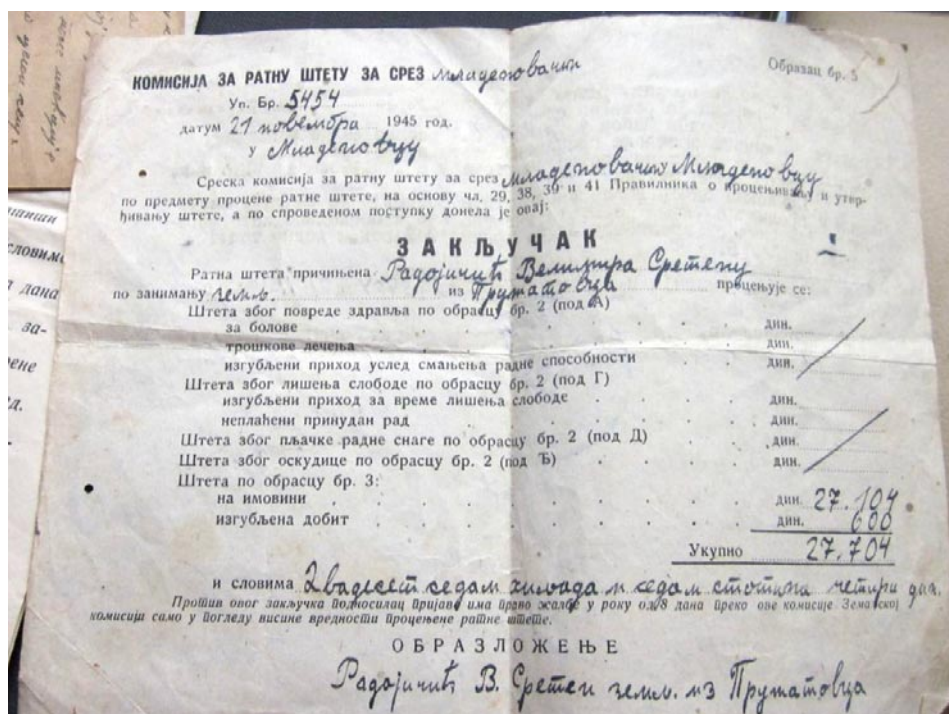 КОМИСИЈА ЗА РАТНУ ШТЕТУ ЗА СРЕЗ младеновачки
Образац бр. 5
Уп. Бр. 5454
датум 21 новембра 1945 год.
у Младеновцу
Среска комисија за ратну штету за срез младеновачки Младеновцу
по предмету процене ратне штете, на основу чл. 29, 38, 39 и 41 Правилника о процењивању и утвр-
ђивању штете, а по спроведеном поступку донела је овај:
ЗАКЉУЧАК
Ратна штета причињена Радојичић Велимира Сретену
по занимању земљ. из Пружатовца процењује се:
Штета због повреде здравља по обрасцу бр. 2 (под А)
за болове . . . дин.
трошкове лечења . . . дин.
изгубљени приход услед смањења радне способности . . . дин.
Штета због лишења слободе по обрасцу бр. 2 (под Г)
изгубљени приход за време лишења слободе . . . дин.
неплаћени принудан рад . . . дин.
Штета због пљачке радне снаге по обрасцу бр. 2 (под Д) . . . дин.
Штета због оскудице по обрасцу бр. 2 (под Ђ) . . . дин.
Штета по обрасцу бр. 3:
на имовини . . . дин. 27.104
изгубљена добит . . . дин. 600
Укупно 27.704
и словима Двадесет седам хиљада и седам стотина четири дин.
Против овог закључка подносилац пријаве има право жалбе у року од 8 дана преко ове комисије Земаљској
комисији само у погледу висине вредности процењене ратне штете.
ОБРАЗЛОЖЕЊЕ
Радојичић В. Сретен земљ. из Пружатовца
словимо
дана
за-